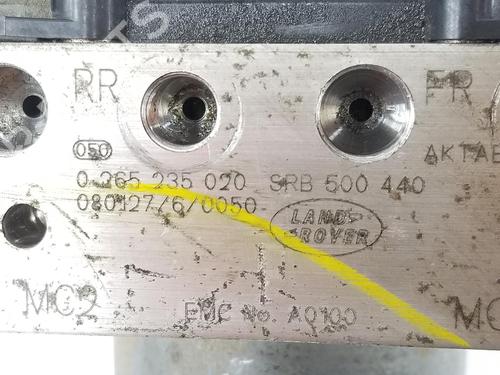 RR FR
050 AKTAE
0 265 235 020 SRB 500 440
080127/6/0050 LAND-
ROVER
MC2 MC
EMC No. A0100